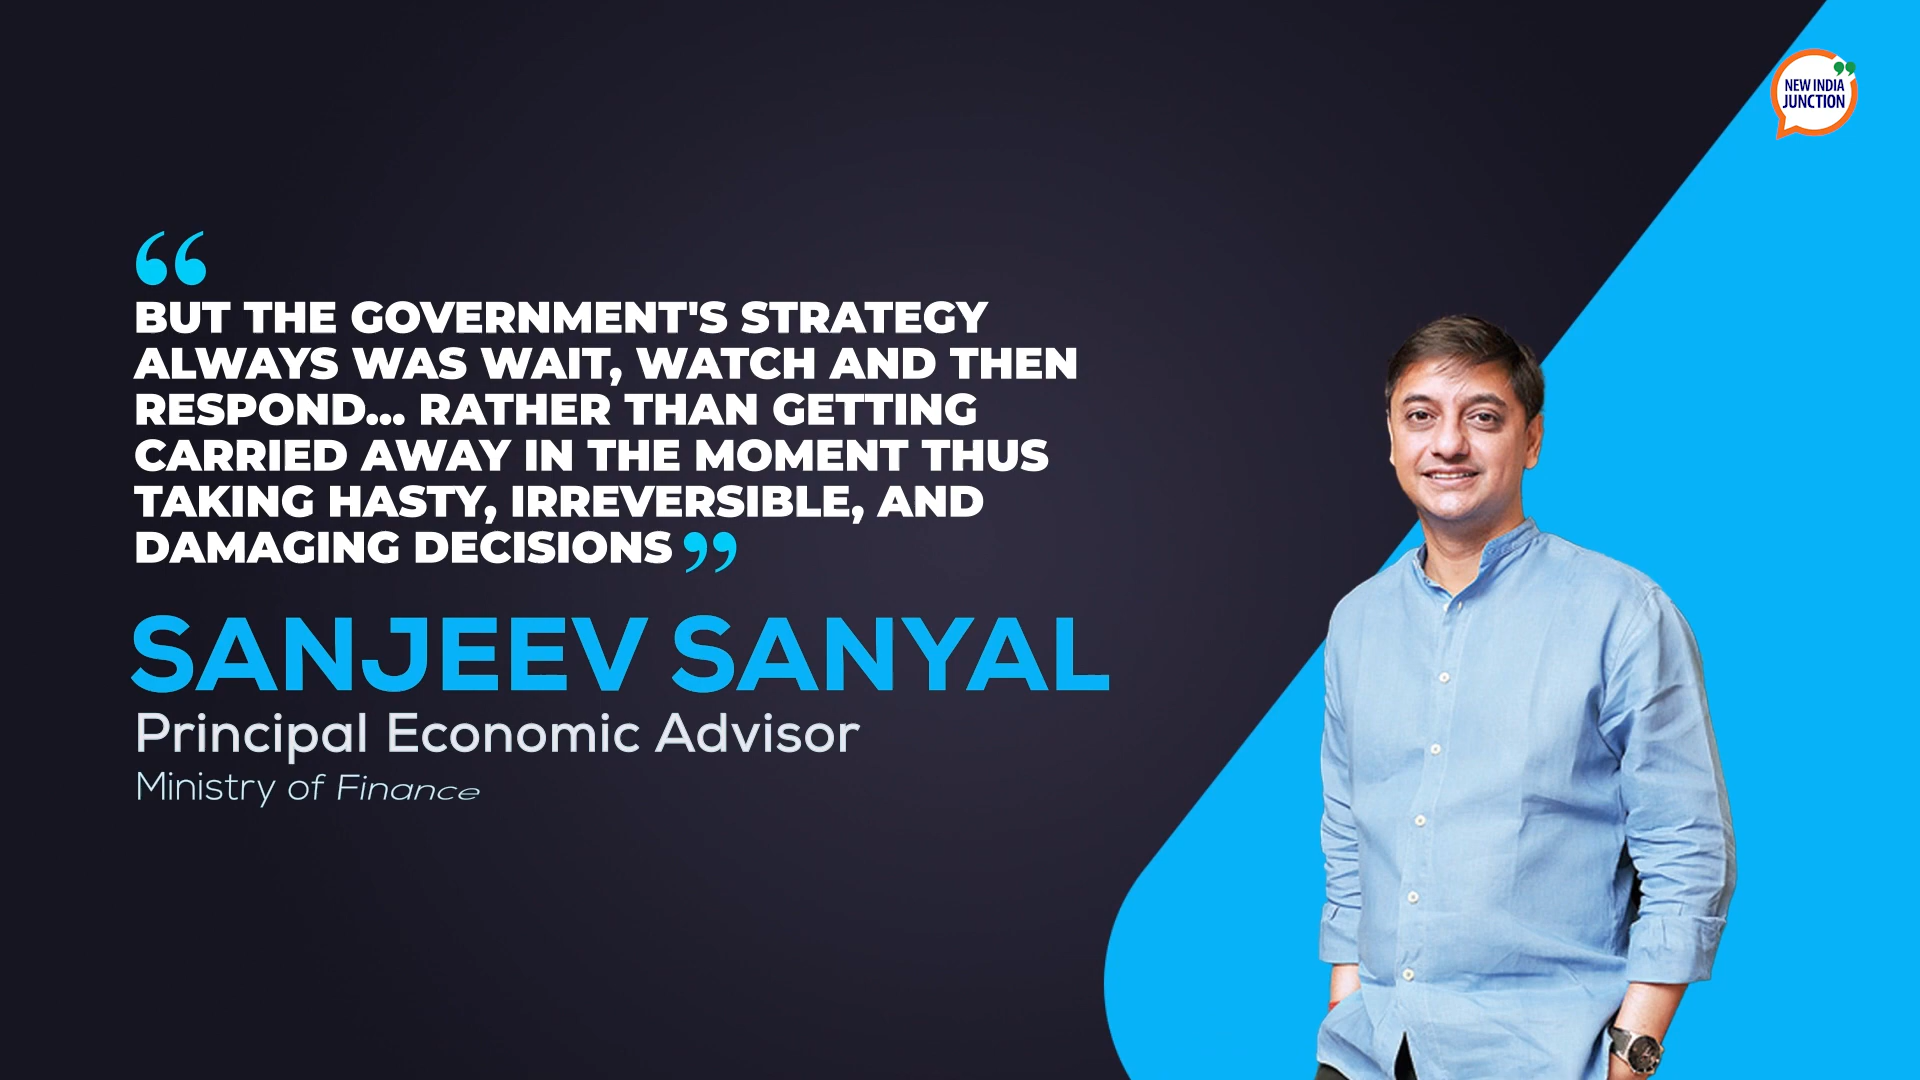 NEW INDIA
JUNCTION
“
BUT THE GOVERNMENT'S STRATEGY
ALWAYS WAS WAIT, WATCH AND THEN
RESPOND... RATHER THAN GETTING
CARRIED AWAY IN THE MOMENT THUS
TAKING HASTY, IRREVERSIBLE, AND
DAMAGING DECISIONS ”
SANJEEV SANYAL
Principal Economic Advisor
Ministry of Finance